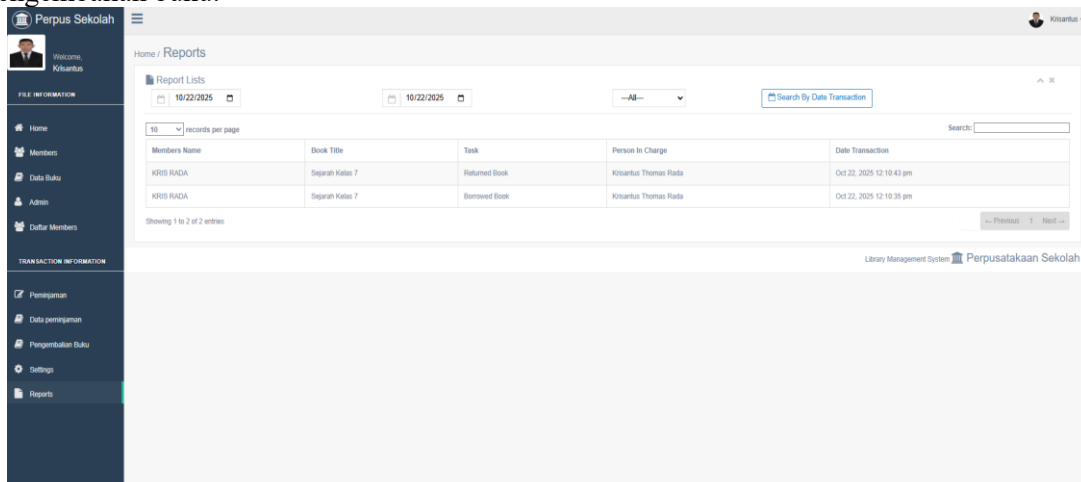 Perpus Sekolah
Krisantus
Welcome,
Krisantus
Home / Reports
FILE INFORMATION
Report Lists
10/22/2025
10/22/2025
---All---
Search By Date Transaction
Home
Members
Data Buku
Admin
Daftar Members
10 records per page
Search:
Members Name Book Title Task Person In Charge Date Transaction
KRIS RADA Sejarah Kelas 7 Returned Book Krisantus Thomas Rada Oct 22, 2025 12:10:43 pm
KRIS RADA Sejarah Kelas 7 Borrowed Book Krisantus Thomas Rada Oct 22, 2025 12:10:35 pm
Showing 1 to 2 of 2 entries
← Previous 1 Next →
TRANSACTION INFORMATION
Library Management System Perpusatakaan Sekolah
Peminjaman
Data peminjaman
Pengembalian Buku
Settings
Reports